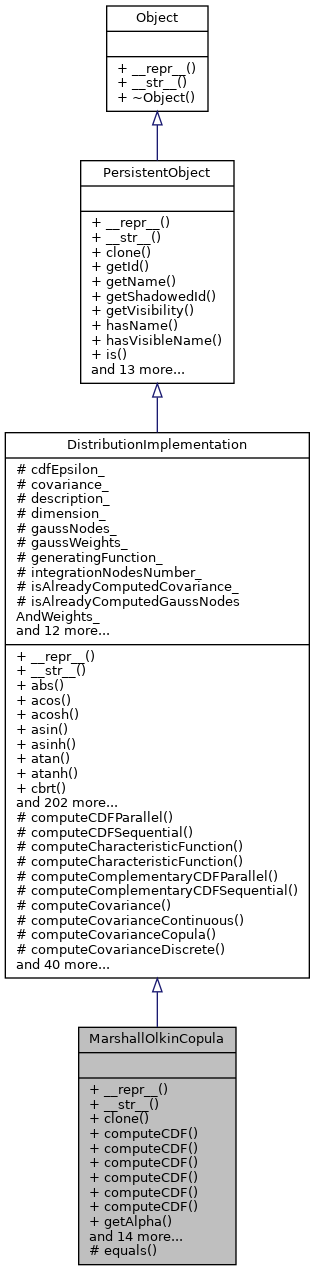 Object
+ __repr__()
+ __str__()
+ ~Object()
PersistentObject
+ __repr__()
+ __str__()
+ clone()
+ getId()
+ getName()
+ getShadowedId()
+ getVisibility()
+ hasName()
+ hasVisibleName()
+ is()
and 13 more...
DistributionImplementation
# cdfEpsilon_
# covariance_
# description_
# dimension_
# gaussNodes_
# gaussWeights_
# generatingFunction_
# integrationNodesNumber_
# isAlreadyComputedCovariance_
# isAlreadyComputedGaussNodes
AndWeights_
and 12 more...
+ __repr__()
+ __str__()
+ abs()
+ acos()
+ acosh()
+ asin()
+ asinh()
+ atan()
+ atanh()
+ cbrt()
and 202 more...
# computeCDFParallel()
# computeCDFSequential()
# computeCharacteristicFunction()
# computeCharacteristicFunction()
# computeComplementaryCDFParallel()
# computeComplementaryCDFSequential()
# computeCovariance()
# computeCovarianceContinuous()
# computeCovarianceCopula()
# computeCovarianceDiscrete()
and 40 more...
MarshallOlkinCopula
+ __repr__()
+ __str__()
+ clone()
+ computeCDF()
+ computeCDF()
+ computeCDF()
+ computeCDF()
+ computeCDF()
+ computeCDF()
+ getAlpha()
and 14 more...
# equals()